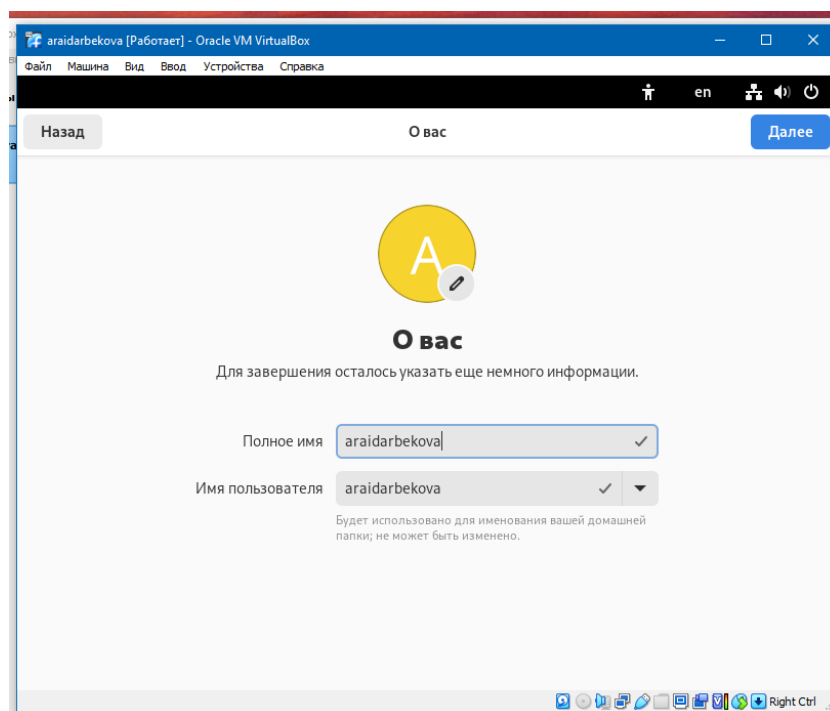 araidarbekova [Работает] - Oracle VM VirtualBox
Файл Машина Вид Ввод Устройства Справка
en
Назад О вас Далее
A
О вас
Для завершения осталось указать еще немного информации.
Полное имя araidarbekova
Имя пользователя araidarbekova
Будет использовано для именования вашей домашней
папки; не может быть изменено.
Right Ctrl